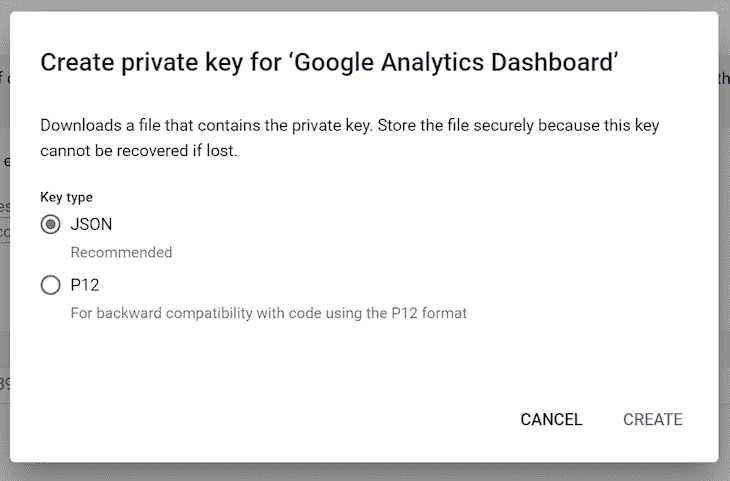 Create private key for ‘Google Analytics Dashboard’
Downloads a file that contains the private key. Store the file securely because this key
cannot be recovered if lost.
Key type
JSON
Recommended
P12
For backward compatibility with code using the P12 format
CANCEL
CREATE